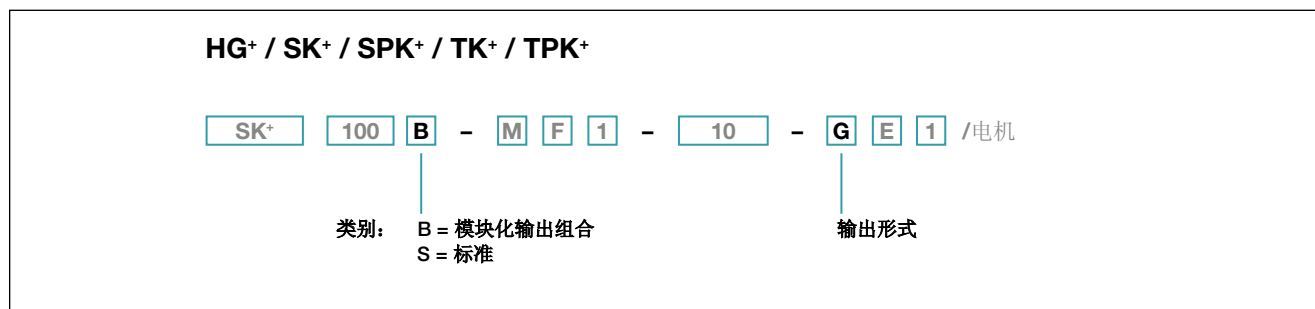 HG⁺ / SK⁺ / SPK⁺ / TK⁺ / TPK⁺
SK⁺ 100 B – M F 1 – 10 – G E 1 /电机
类别： B = 模块化输出组合 输出形式
S = 标准